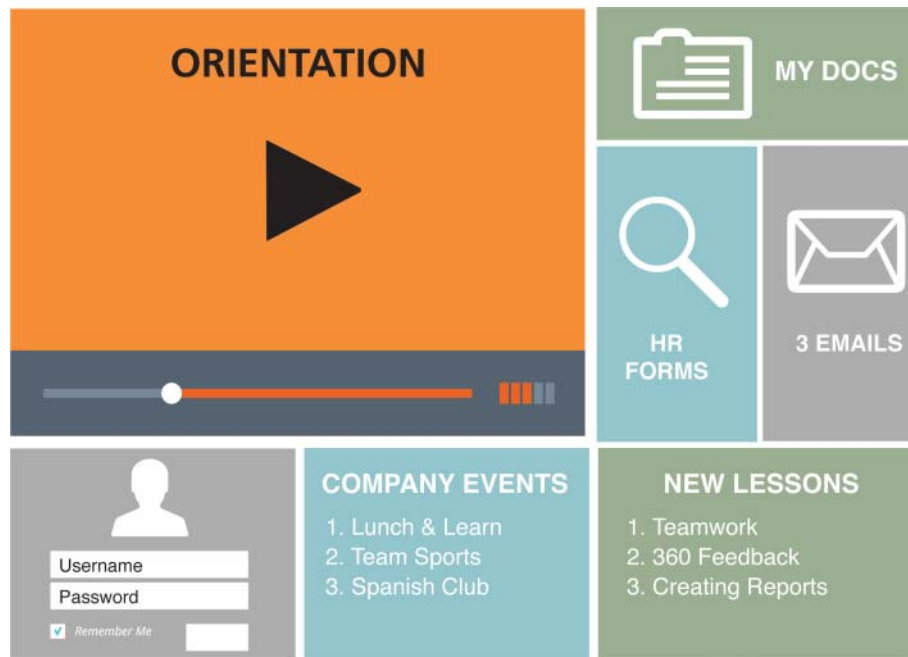 ORIENTATION
MY DOCS
HR
FORMS
3 EMAILS
Username
Password
Remember Me
COMPANY EVENTS
1. Lunch & Learn
2. Team Sports
3. Spanish Club
NEW LESSONS
1. Teamwork
2. 360 Feedback
3. Creating Reports